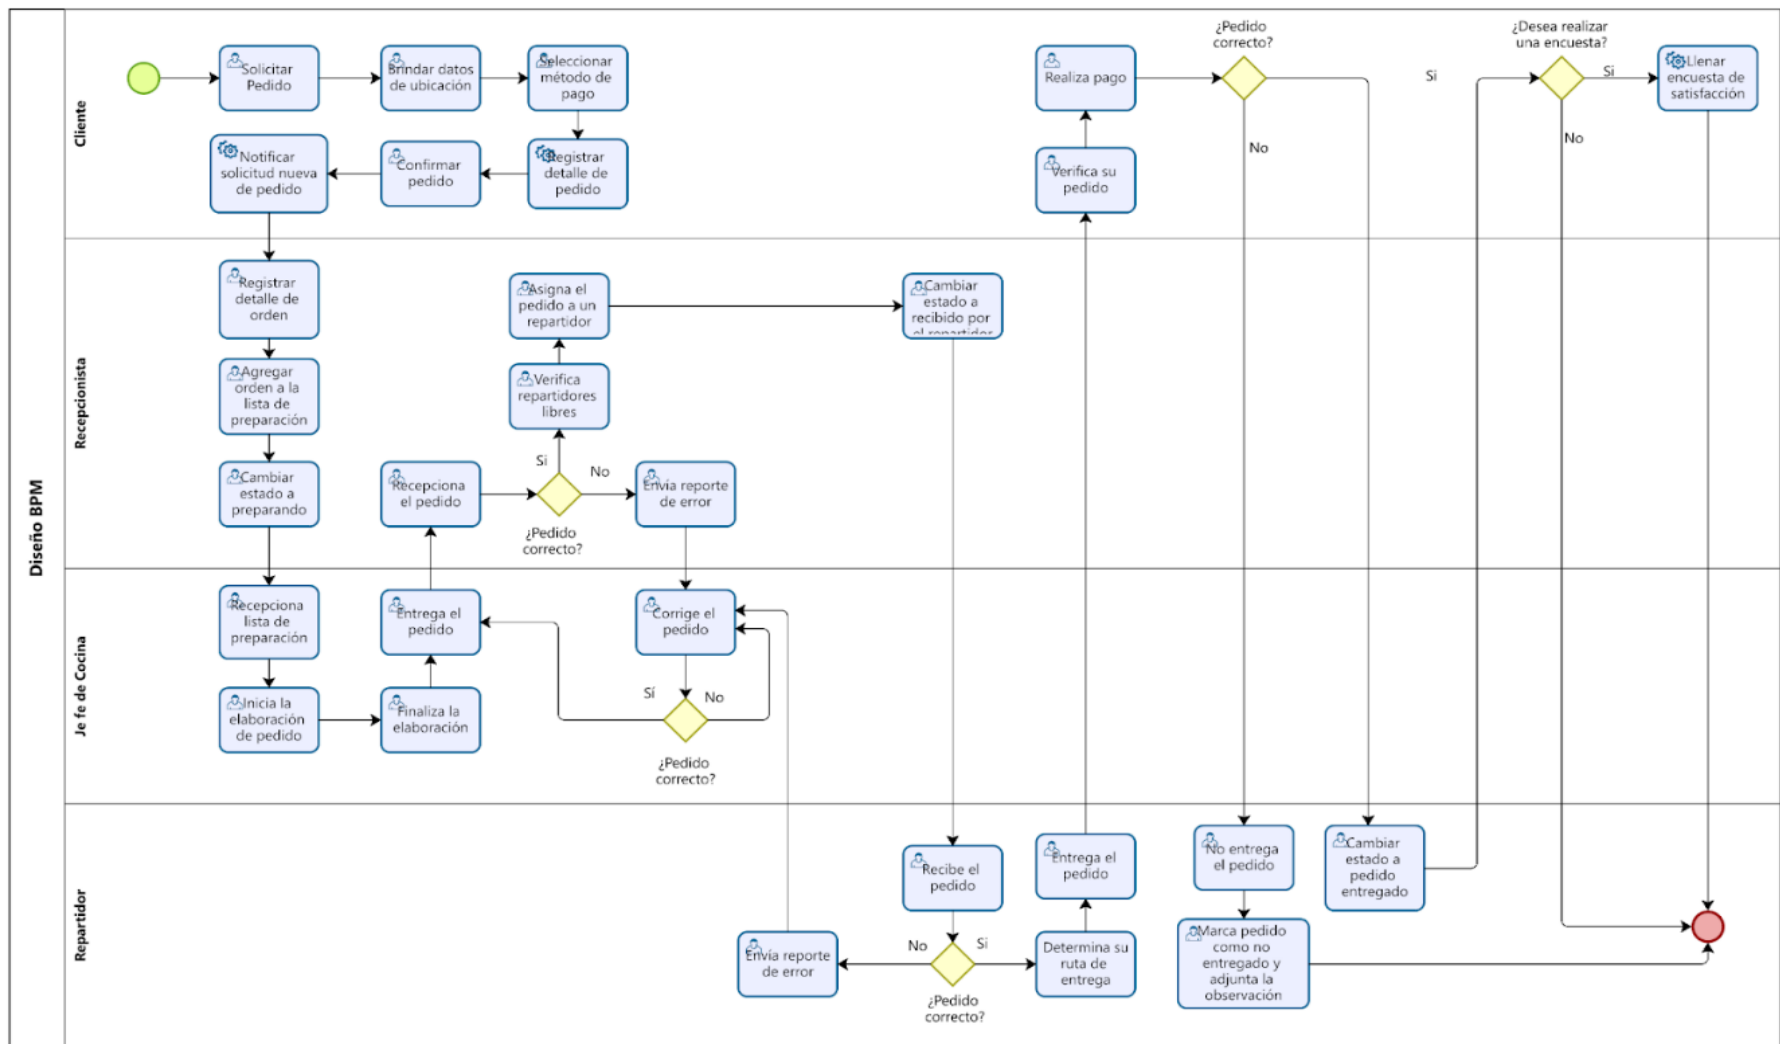 Diseño BPM
Cliente
Solicitar
Pedido
Brindar datos
de ubicación
Seleccionar
método de
pago
Registrar
detalle de
pedido
Confirmar
pedido
Notificar
solicitud nueva
de pedido
Realiza pago
Verifica su
pedido
¿Pedido
correcto?
Si
No
¿Desea realizar
una encuesta?
Si
No
Llenar
encuesta de
satisfacción
Recepcionista
Registrar
detalle de
orden
Agregar
orden a la
lista de
preparación
Cambiar
estado a
preparando
Recepciona
el pedido
¿Pedido
correcto?
Si
No
Verifica
repartidores
libres
Asigna el
pedido a un
repartidor
Envía reporte
de error
Cambiar
estado a
recibido por
el repartidor
Je fe de Cocina
Recepciona
lista de
preparación
Inicia la
elaboración
de pedido
Finaliza la
elaboración
Entrega el
pedido
Corrige el
pedido
Sí
No
¿Pedido
correcto?
Repartidor
Recibe el
pedido
No
Si
¿Pedido
correcto?
Envía reporte
de error
Determina su
ruta de
entrega
Entrega el
pedido
No entrega
el pedido
Marca pedido
como no
entregado y
adjunta la
observación
Cambiar
estado a
pedido
entregado